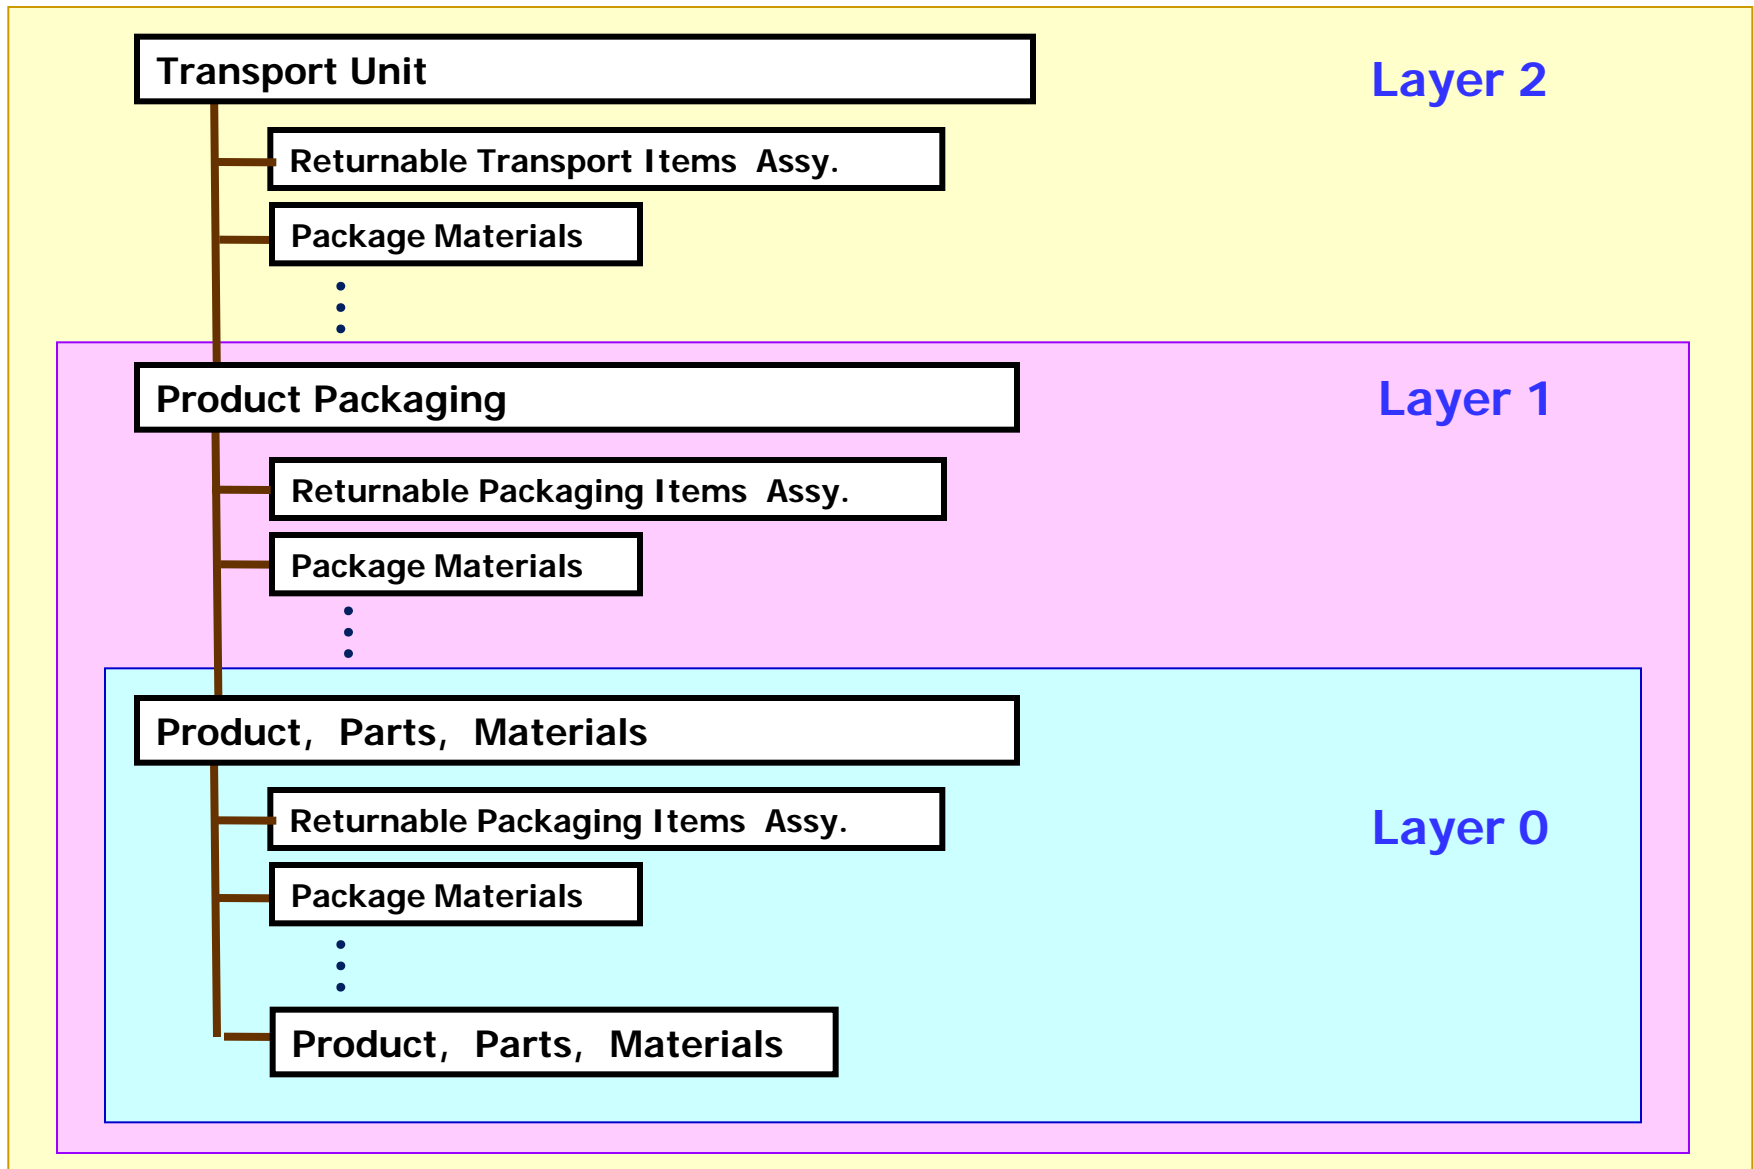 Transport Unit
Layer 2
Returnable Transport Items Assy.
Package Materials
Product Packaging
Layer 1
Returnable Packaging Items Assy.
Package Materials
Product, Parts, Materials
Returnable Packaging Items Assy.
Layer 0
Package Materials
Product, Parts, Materials